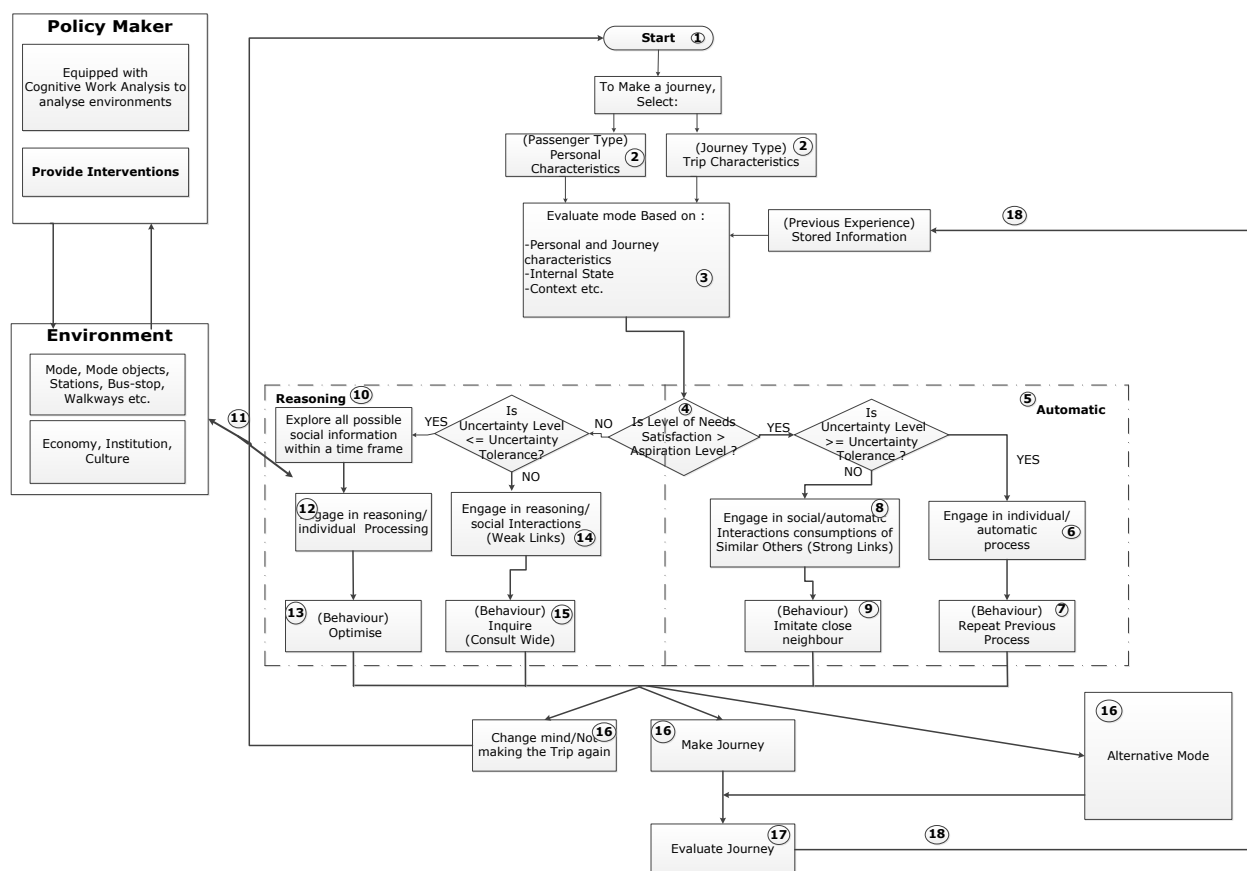 Policy Maker
Equipped with
Cognitive Work Analysis to
analyse environments
Provide Interventions
Environment
Mode, Mode objects,
Stations, Bus-stop,
Walkways etc.
Economy, Institution,
Culture
11
Start 1
To Make a journey,
Select:
(Passenger Type)
Personal 2
Characteristics
(Journey Type) 2
Trip Characteristics
Evaluate mode Based on :
-Personal and Journey
characteristics
-Internal State
-Context etc.
3
(Previous Experience)
Stored Information
18
Reasoning 10
5 Automatic
Explore all possible
social information
within a time frame
YES
Is
Uncertainty Level
<= Uncertainty
Tolerance?
NO
NO
4
Is Level of Needs
Satisfaction >
Aspiration Level ?
YES
Is
Uncertainty Level
>= Uncertainty
Tolerance ?
NO
YES
12
ngage in reasoning/
individual Processing
Engage in reasoning/
social Interactions
(Weak Links) 14
8
Engage in social/automatic
Interactions consumptions of
Similar Others (Strong Links)
Engage in individual/
automatic 6
process
13
(Behaviour)
Optimise
(Behaviour) 15
Inquire
(Consult Wide)
(Behaviour) 9
Imitate close
neighbour
(Behaviour) 7
Repeat Previous
Process
Change mind/Not 16
making the Trip again
16
Make Journey
16
Alternative Mode
17
Evaluate Journey
18